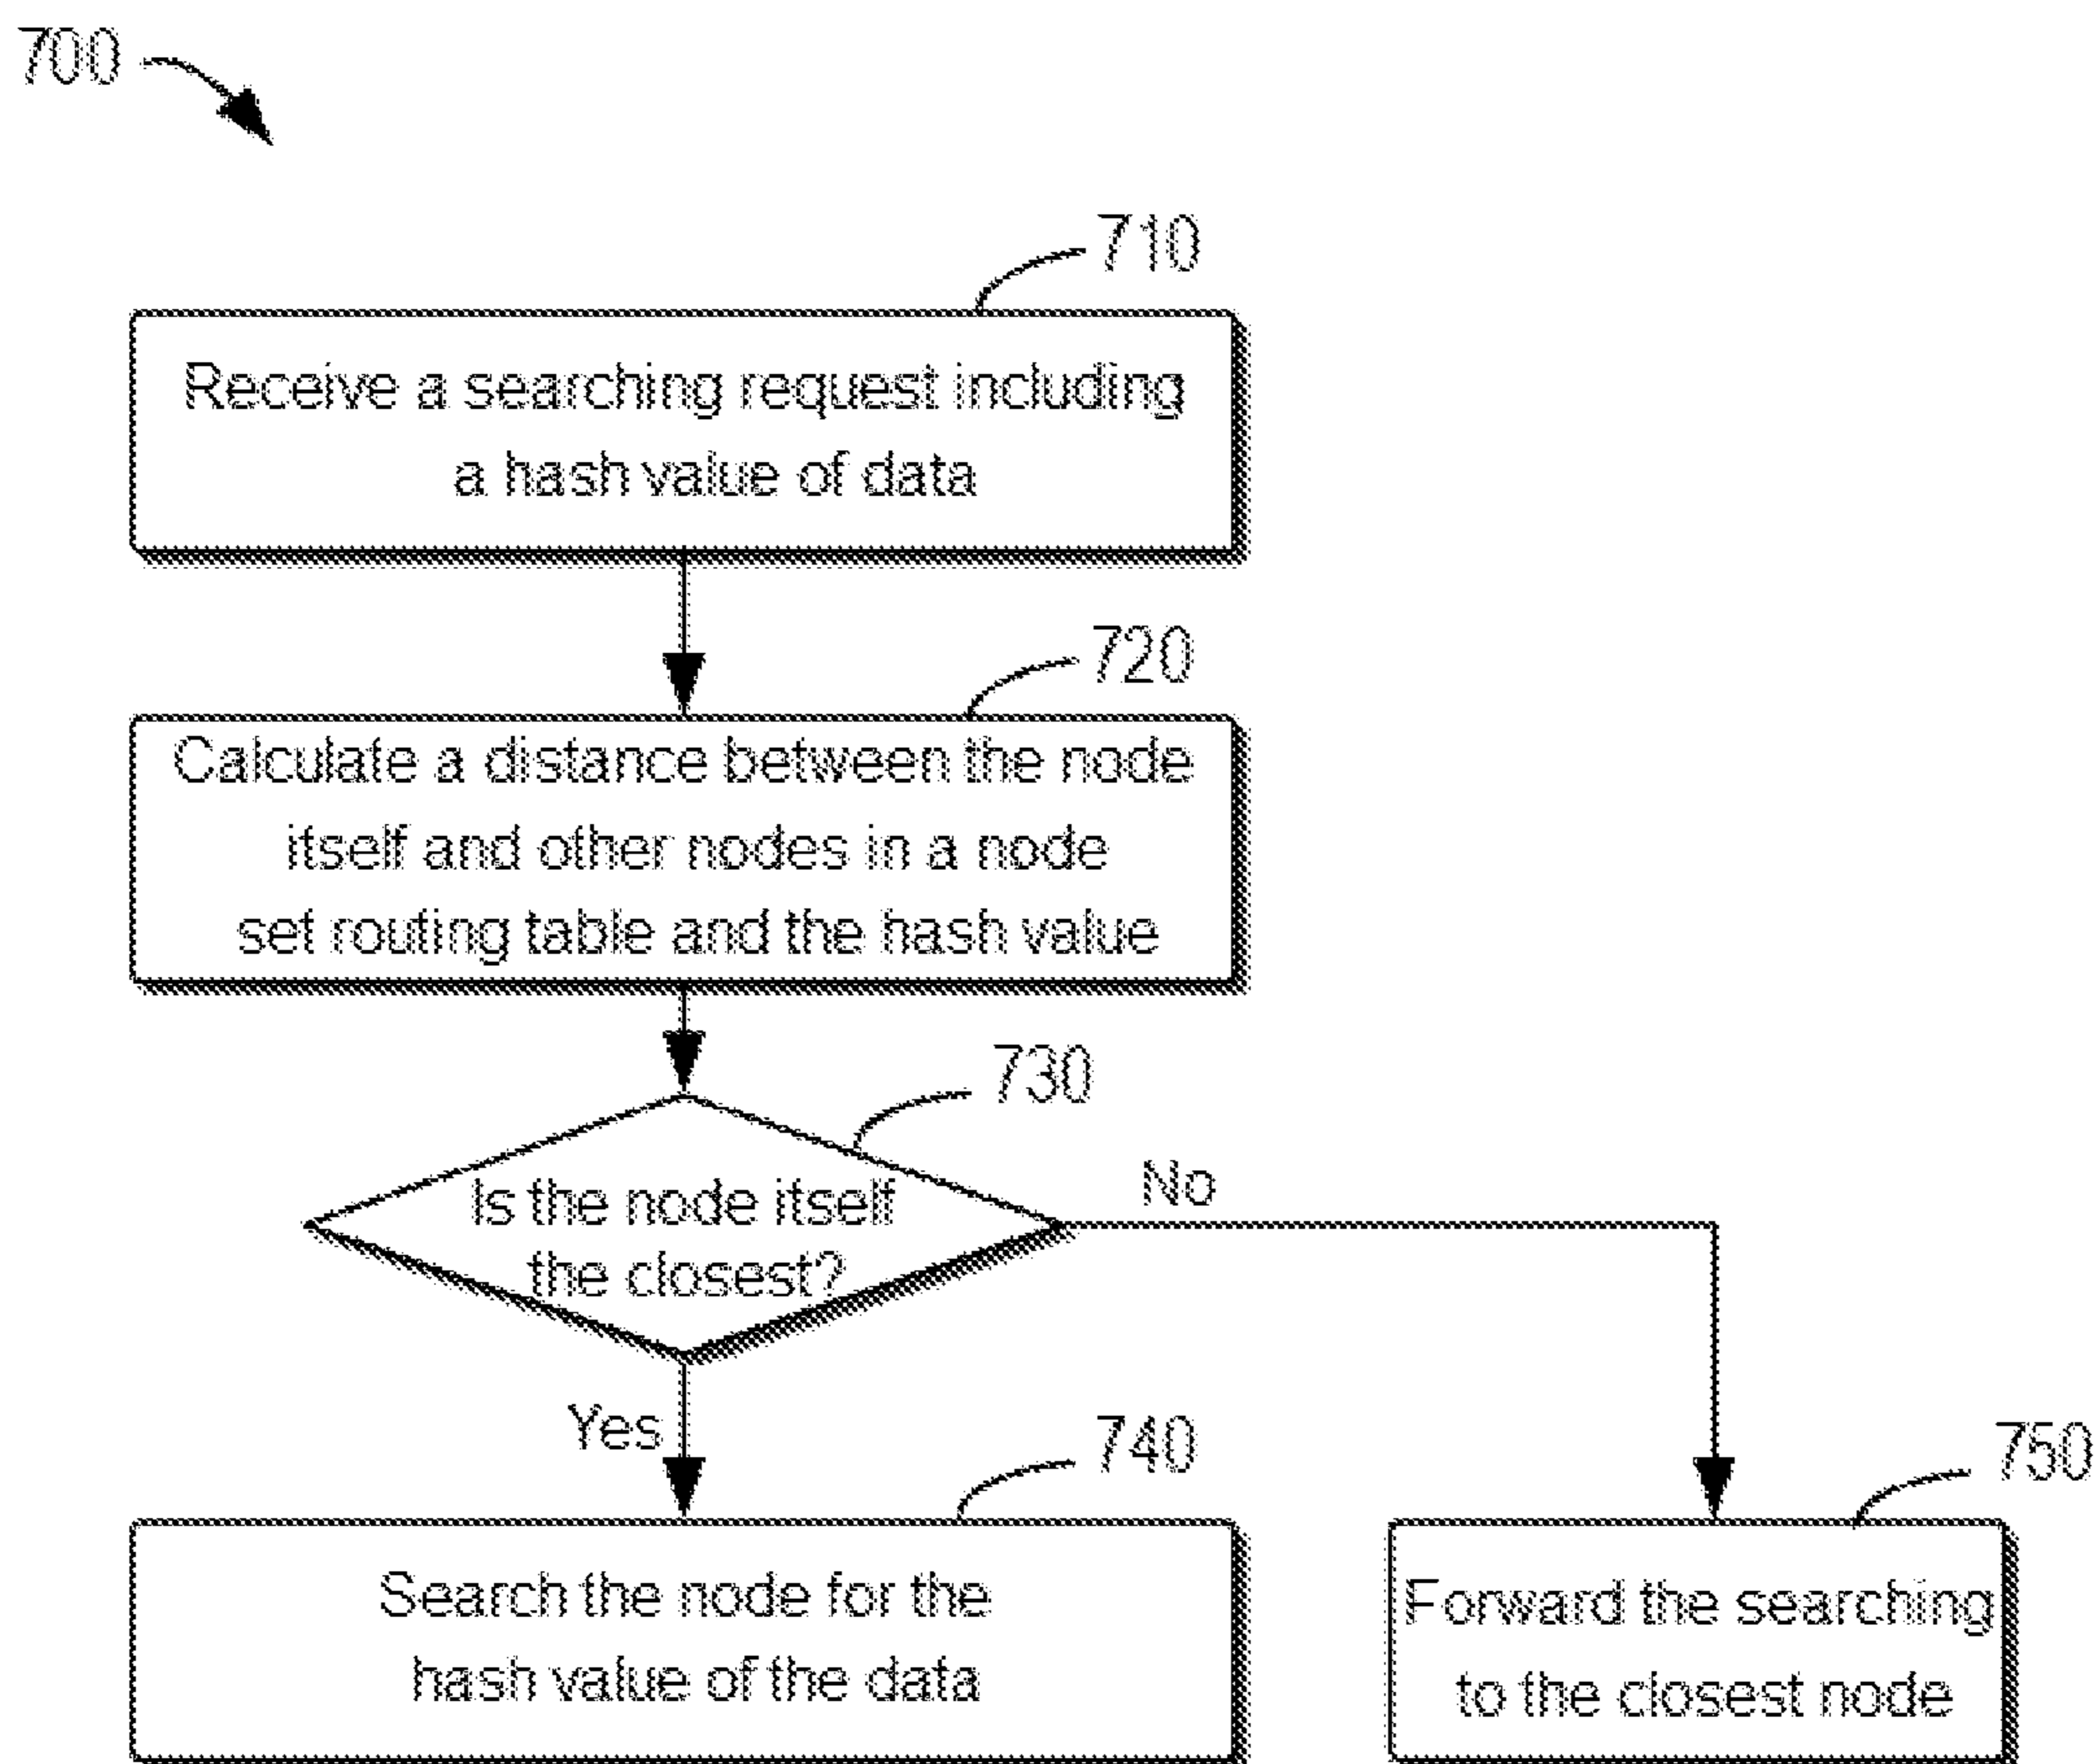 700
710
Receive a searching request including
a hash value of data
720
Calculate a distance between the node
itself and other nodes in a node
set routing table and the hash value
730
Is the node itself
the closest?
No
Yes
740
Search the node for the
hash value of the data
750
Forward the searching
to the closest node